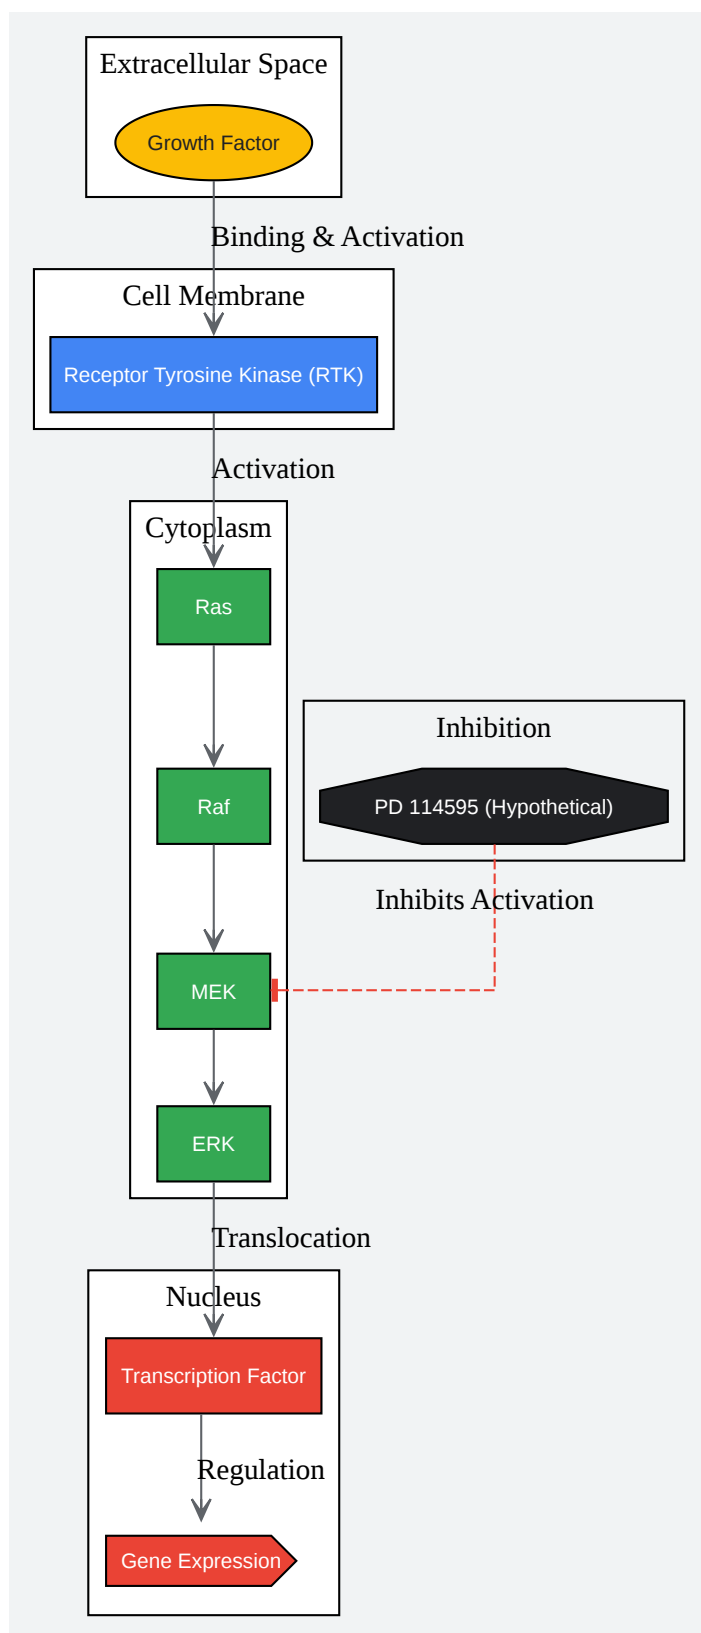 Extracellular Space
Growth Factor
Binding & Activation
Cell Membrane
Receptor Tyrosine Kinase (RTK)
Activation
Cytoplasm
Ras
Inhibition
Raf
PD 114595 (Hypothetical)
Inhibits Activation
MEK
ERK
Translocation
Nucleus
Transcription Factor
Regulation
Gene Expression